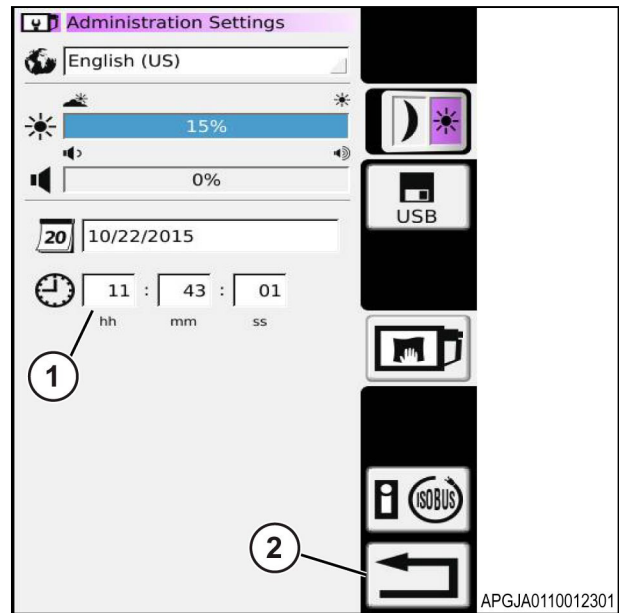 Administration Settings
English (US)
15%
0%
USB
20 10/22/2015
11 : 43 : 01
hh mm ss
1
ISOBUS
2
APGJA0110012301